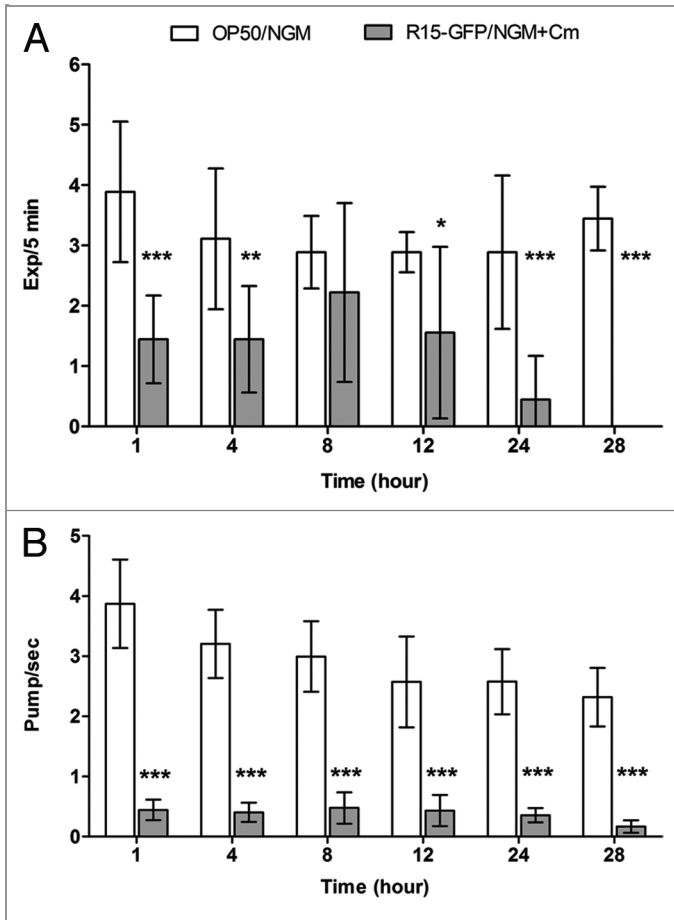 A
OP50/NGM R15-GFP/NGM+Cm
6
5
4
3
2
1
0
Exp/5 min
*** ** * *** ***
1 4 8 12 24 28
Time (hour)
B
5
4
3
2
1
0
Pump/sec
*** *** *** *** *** ***
1 4 8 12 24 28
Time (hour)